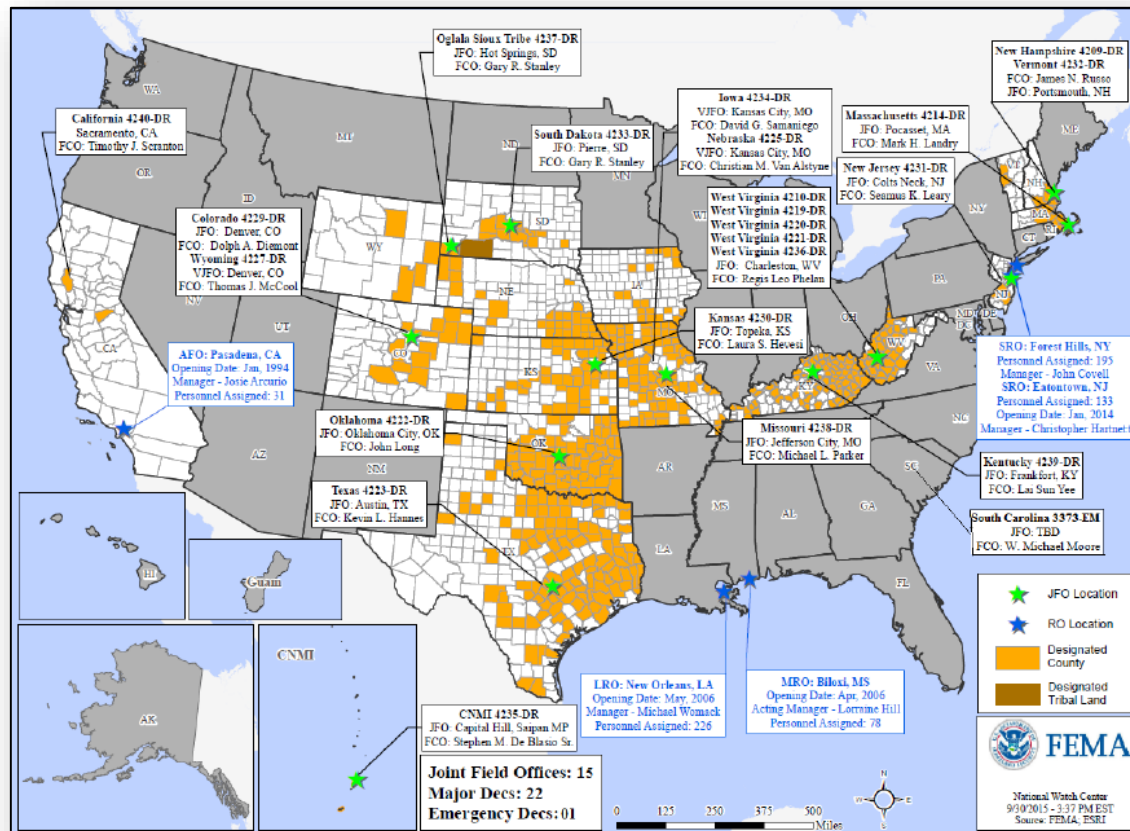 Oglala Sioux Tribe 4237-DR
JFO: Hot Springs, SD
FCO: Gary R. Stanley
New Hampshire 4209-DR
Vermont 4232-DR
FCO: James N. Russo
JFO: Portsmouth, NH
California 4240-DR
Sacramento, CA
FCO: Timothy J. Scranton
South Dakota 4233-DR
JFO: Pierre, SD
FCO: Gary R. Stanley
Iowa 4234-DR
VJFO: Kansas City, MO
FCO: David G. Samaniego
Nebraska 4225-DR
VJFO: Kansas City, MO
FCO: Christian M. Van Alstyne
Massachusetts 4214-DR
JFO: Pocasset, MA
FCO: Mark H. Landry
New Jersey 4231-DR
JFO: Colts Neck, NJ
FCO: Senmus K. Leary
Colorado 4229-DR
JFO: Denver, CO
FCO: Dolph A. Diemont
Wyoming 4227-DR
VJFO: Denver, CO
FCO: Thomas J. McCool
West Virginia 4210-DR
West Virginia 4219-DR
West Virginia 4220-DR
West Virginia 4221-DR
West Virginia 4236-DR
JFO: Charleston, WV
FCO: Regis Leo Phelan
Kansas 4230-DR
JFO: Topeka, KS
FCO: Laura S. Hevesi
AFO: Pasadena, CA
Opening Date: Jan, 1994
Manager - Josie Arcurio
Personnel Assigned: 31
SRO: Forest Hills, NY
Personnel Assigned: 195
Manager - John Covell
SRO: Eatontown, NJ
Personnel Assigned: 133
Opening Date: Jan, 2014
Manager - Christopher Hartnett
Oklahoma 4222-DR
JFO: Oklahoma City, OK
FCO: John Long
Missouri 4238-DR
JFO: Jefferson City, MO
FCO: Michael L. Parker
Kentucky 4239-DR
JFO: Frankfort, KY
FCO: Lai Sun Yee
Texas 4223-DR
JFO: Austin, TX
FCO: Kevin L. Hannes
South Carolina 3373-EM
JFO: TBD
FCO: W. Michael Moore
WA
OR
MT
ID
ND
MN
WI
ME
VT
NH
NY
MA
RI
CT
PA
NJ
MD
DE
DC
SD
WY
NE
IA
NV
UT
CO
CA
KS
MO
OH
WV
VA
KY
NC
SC
AZ
NM
OK
AR
TX
LA
MS
AL
GA
FL
HI
Guam
AK
CNMI
CNMI 4235-DR
JFO: Capital Hill, Saipan MP
FCO: Stephen M. De Blasio Sr.
LRO: New Orleans, LA
Opening Date: May, 2006
Manager - Michael Womack
Personnel Assigned: 226
MRO: Biloxi, MS
Opening Date: Apr, 2006
Acting Manager - Lorraine Hill
Personnel Assigned: 78
JFO Location
RO Location
Designated
County
Designated
Tribal Land
Joint Field Offices: 15
Major Decs: 22
Emergency Decs: 01
N
W
E
S
0 125 250 375 500
Miles
FEMA
National Watch Center
9/30/2015 - 3:37 PM EST
Source: FEMA, ESRI